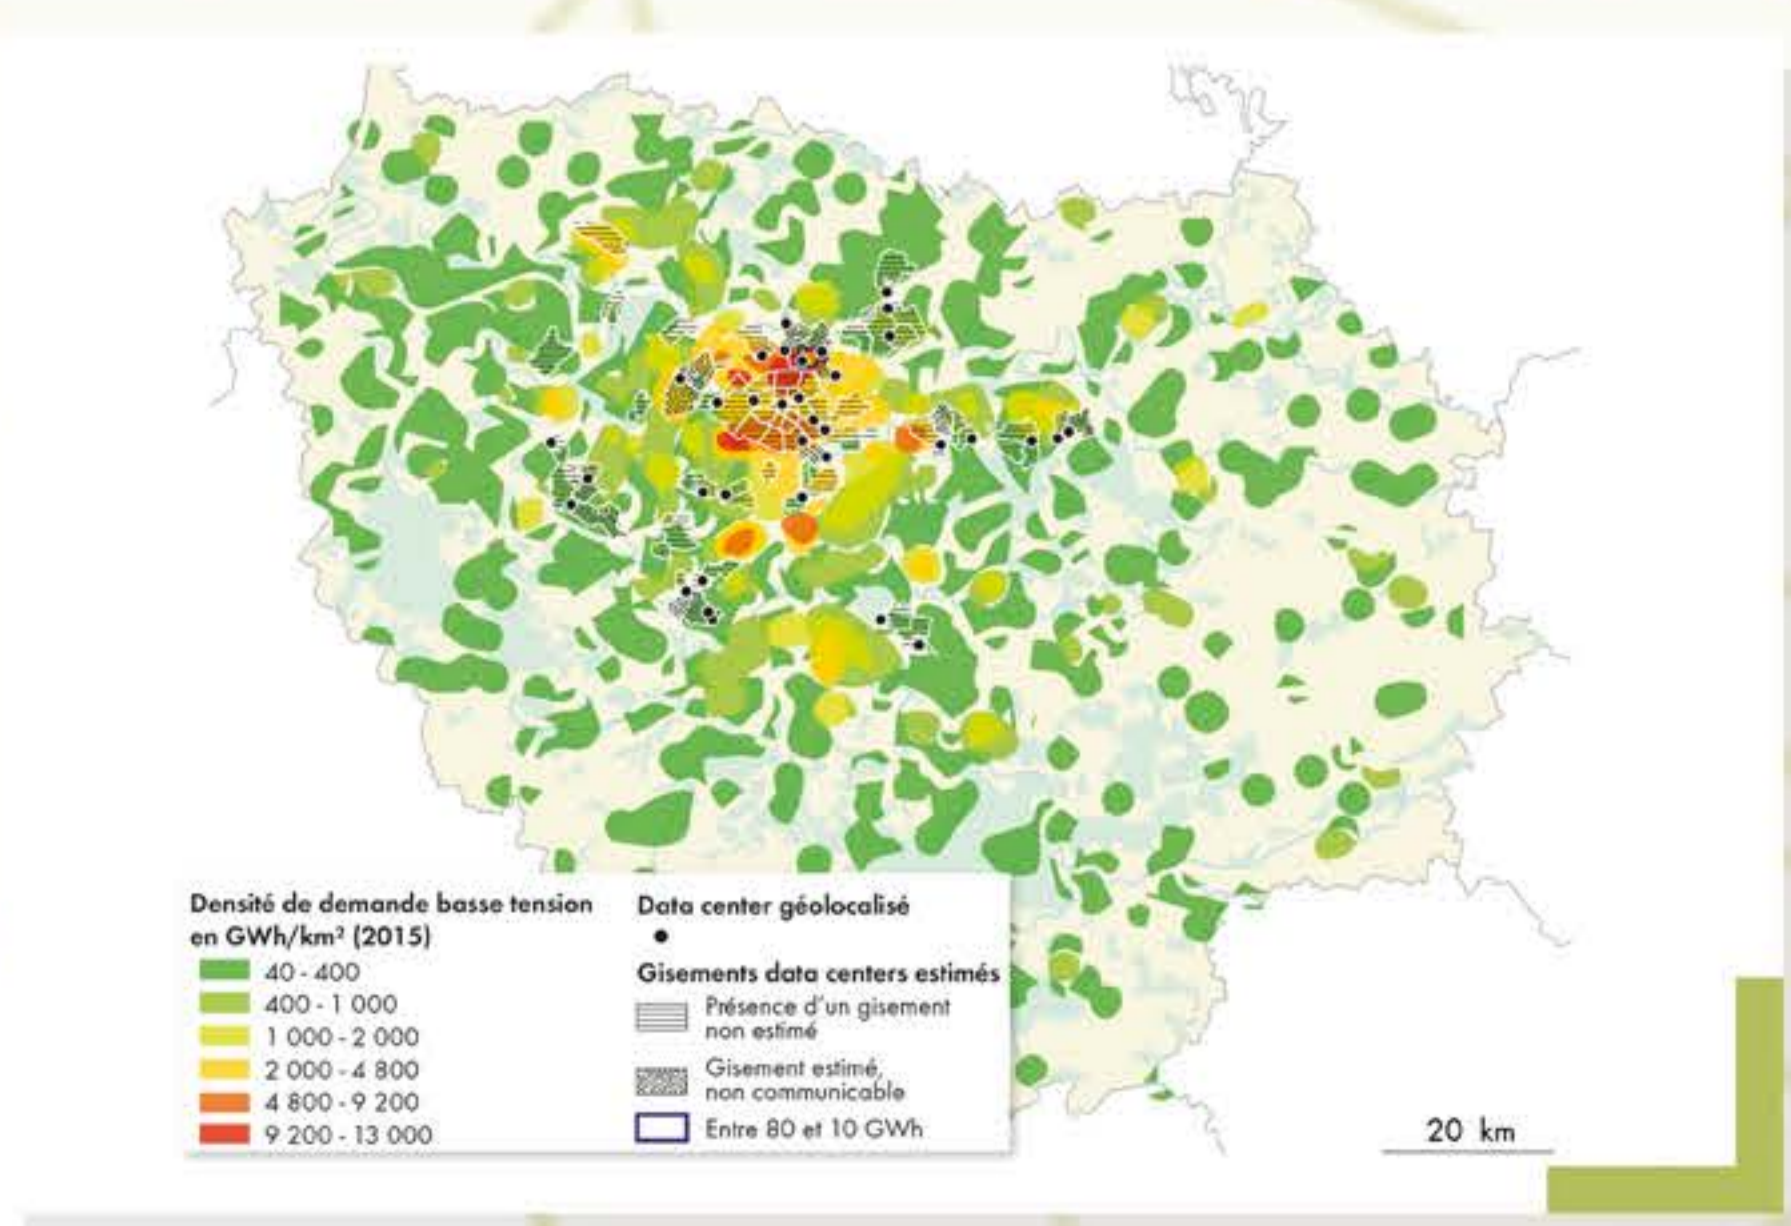 Densité de demande basse tension
en GWh/km² (2015)
40 - 400
400 - 1 000
1 000 - 2 000
2 000 - 4 800
4 800 - 9 200
9 200 - 13 000
Data center géolocalisé
Gisements data centers estimés
Présence d'un gisement
non estimé
Gisement estimé,
non communicable
Entre 80 et 10 GWh
20 km